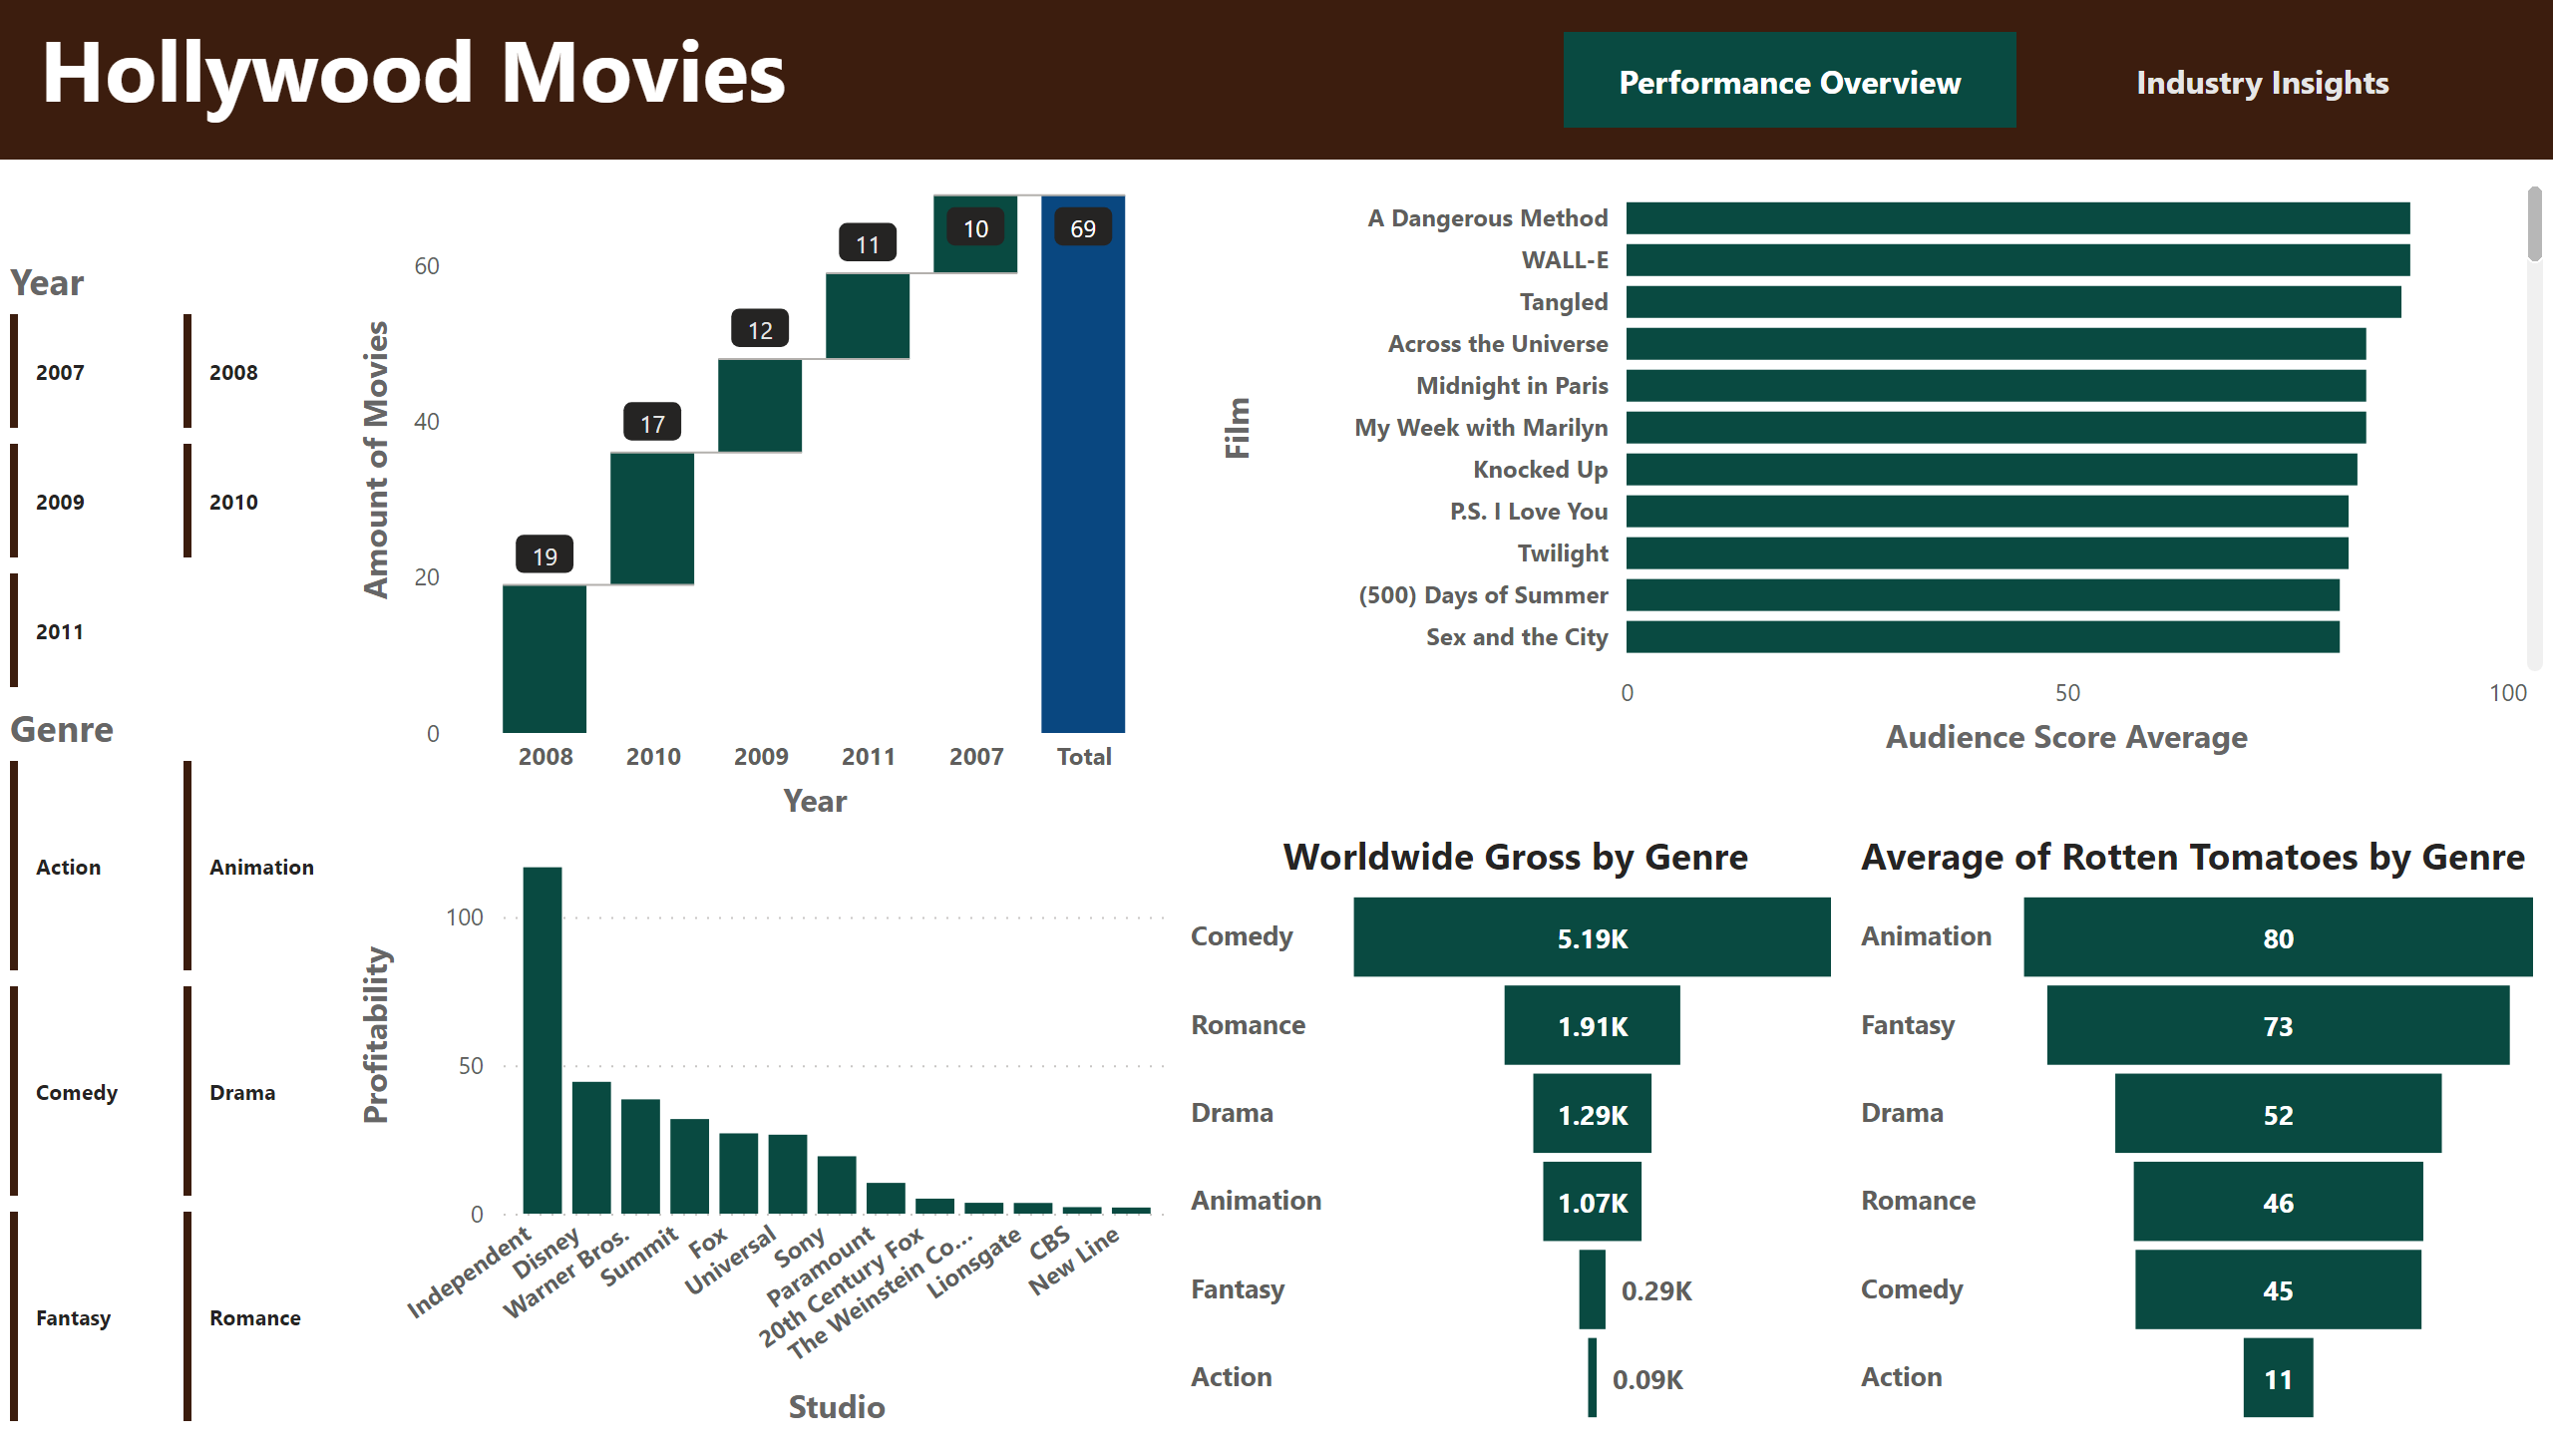 Hollywood Movies
Performance Overview
Industry Insights
Year
2007
2008
2009
2010
2011
Genre
Action
Animation
Comedy
Drama
Fantasy
Romance
Amount of Movies
60
40
20
0
19
17
12
11
10
69
2008
2010
2009
2011
2007
Total
Year
Film
A Dangerous Method
WALL-E
Tangled
Across the Universe
Midnight in Paris
My Week with Marilyn
Knocked Up
P.S. I Love You
Twilight
(500) Days of Summer
Sex and the City
0
50
100
Audience Score Average
Profitability
100
50
0
Independent
Disney
Warner Bros.
Summit
Fox
Universal
Sony
Paramount
20th Century Fox
The Weinstein Co...
Lionsgate
CBS
New Line
Studio
Worldwide Gross by Genre
Comedy
5.19K
Romance
1.91K
Drama
1.29K
Animation
1.07K
Fantasy
0.29K
Action
0.09K
Average of Rotten Tomatoes by Genre
Animation
80
Fantasy
73
Drama
52
Romance
46
Comedy
45
Action
11